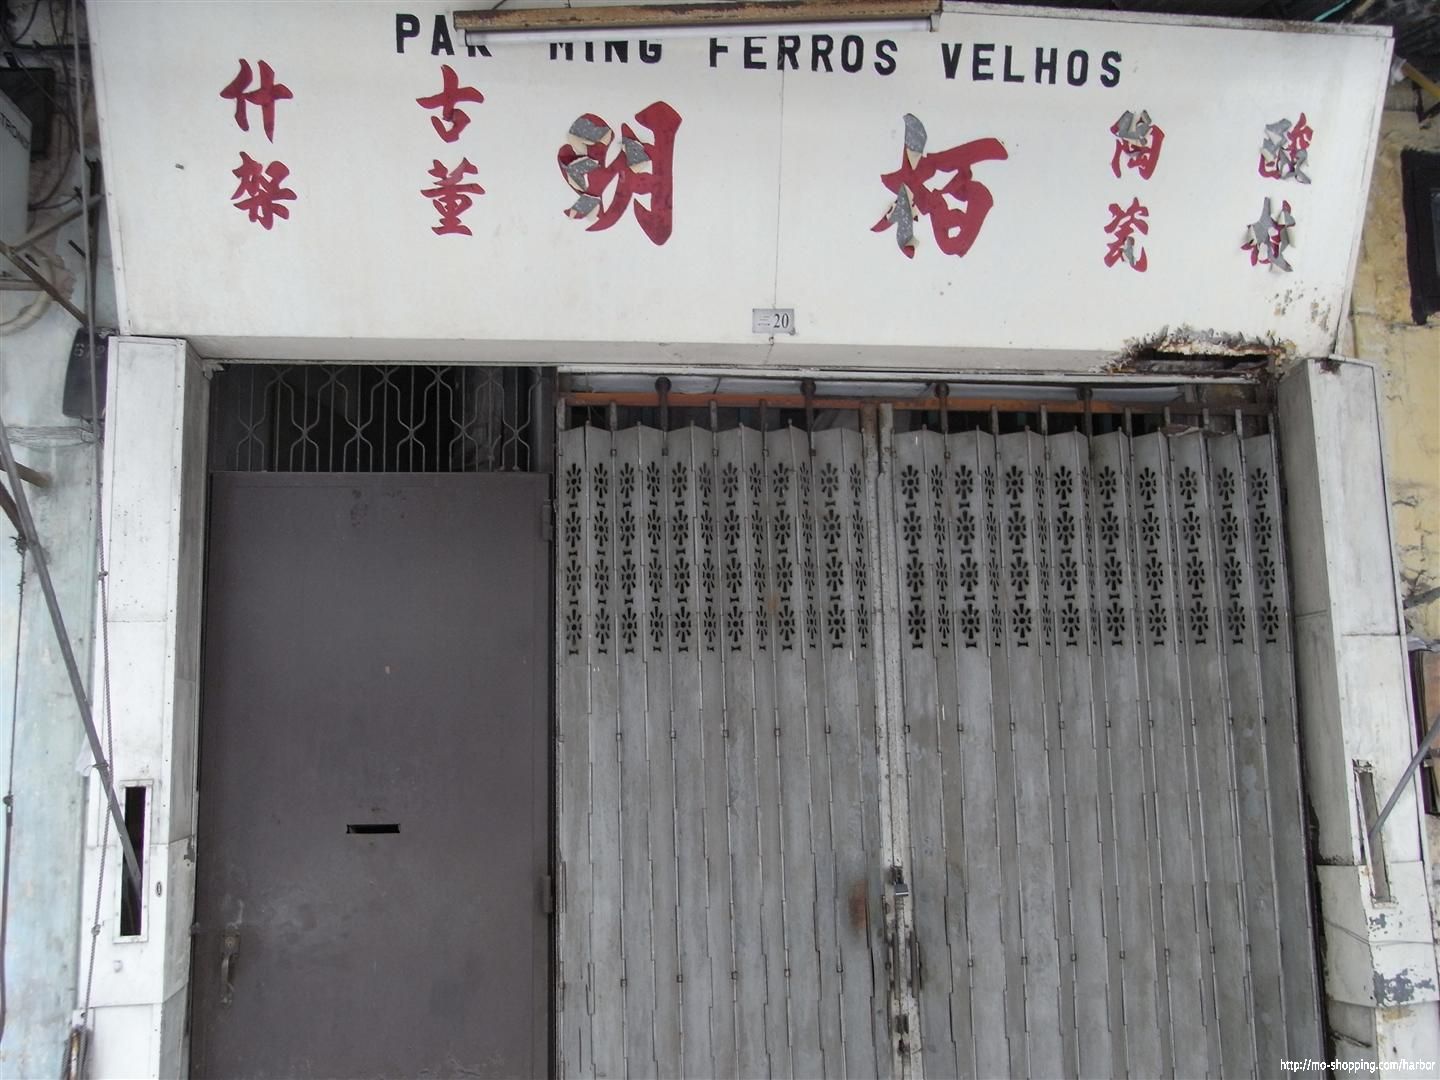 PAK MING FERROS VELHOS
酸枝
陶瓷
栢明
古董
什架
20
http://mo-shopping.com/harbor